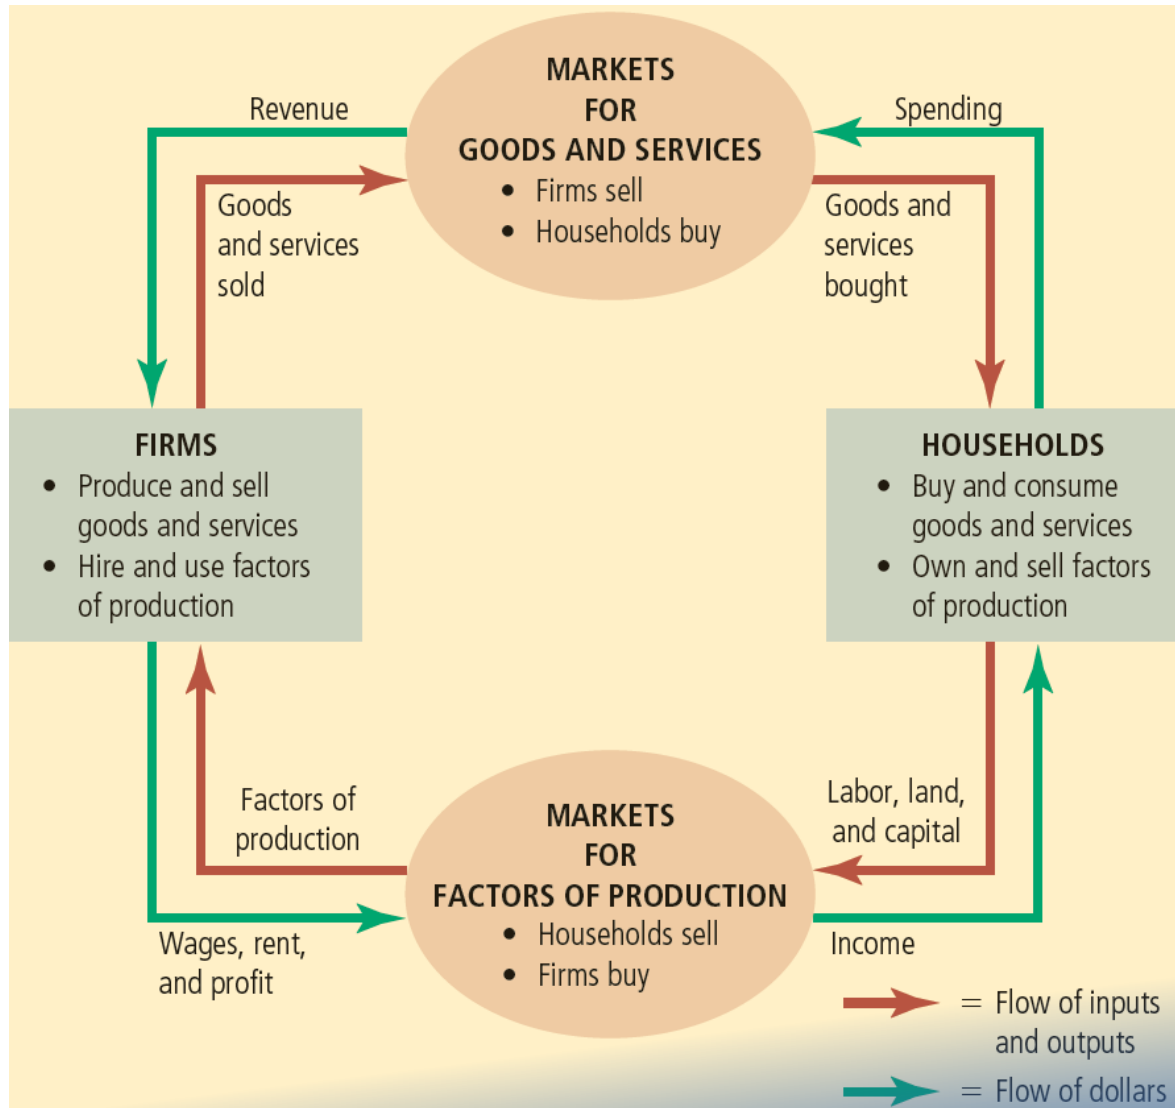 MARKETS
FOR
GOODS AND SERVICES
• Firms sell
• Households buy
Revenue
Spending
Goods
and services
sold
Goods and
services
bought
FIRMS
• Produce and sell
goods and services
• Hire and use factors
of production
HOUSEHOLDS
• Buy and consume
goods and services
• Own and sell factors
of production
Factors of
production
Labor, land,
and capital
MARKETS
FOR
FACTORS OF PRODUCTION
• Households sell
• Firms buy
Wages, rent,
and profit
Income
= Flow of inputs
and outputs
= Flow of dollars